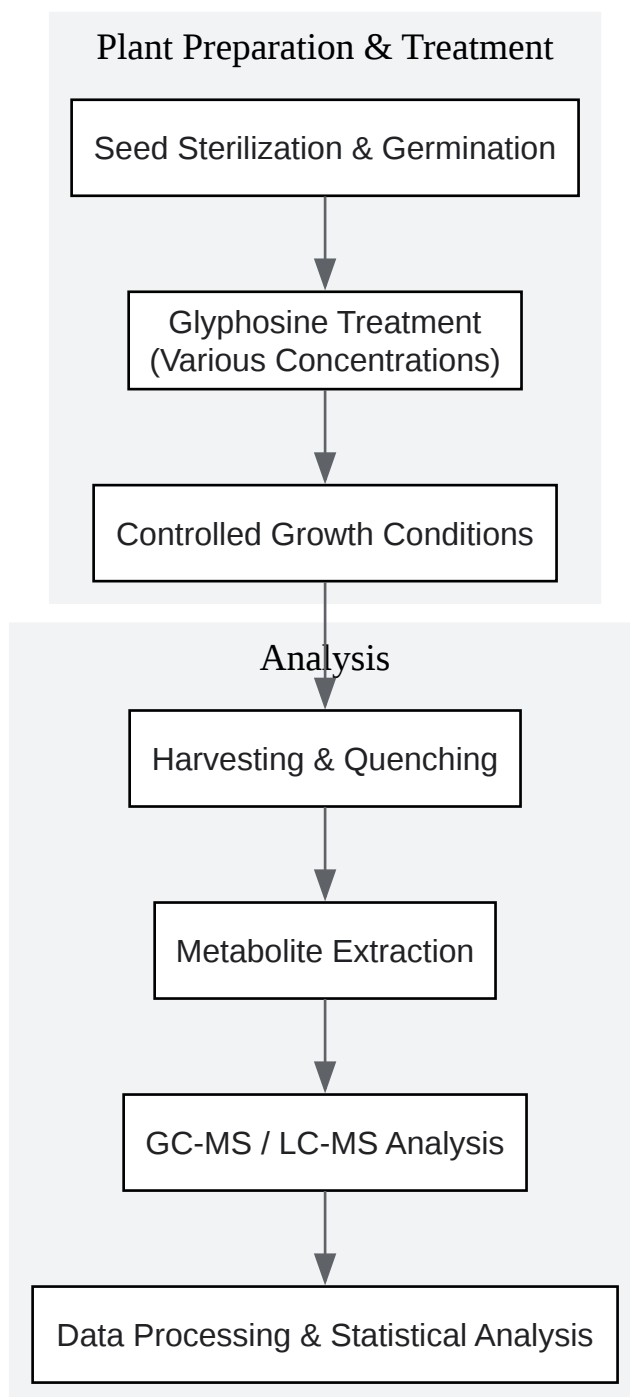 Plant Preparation & Treatment
Seed Sterilization & Germination
Glyphosine Treatment
(Various Concentrations)
Controlled Growth Conditions
Analysis
Harvesting & Quenching
Metabolite Extraction
GC-MS / LC-MS Analysis
Data Processing & Statistical Analysis